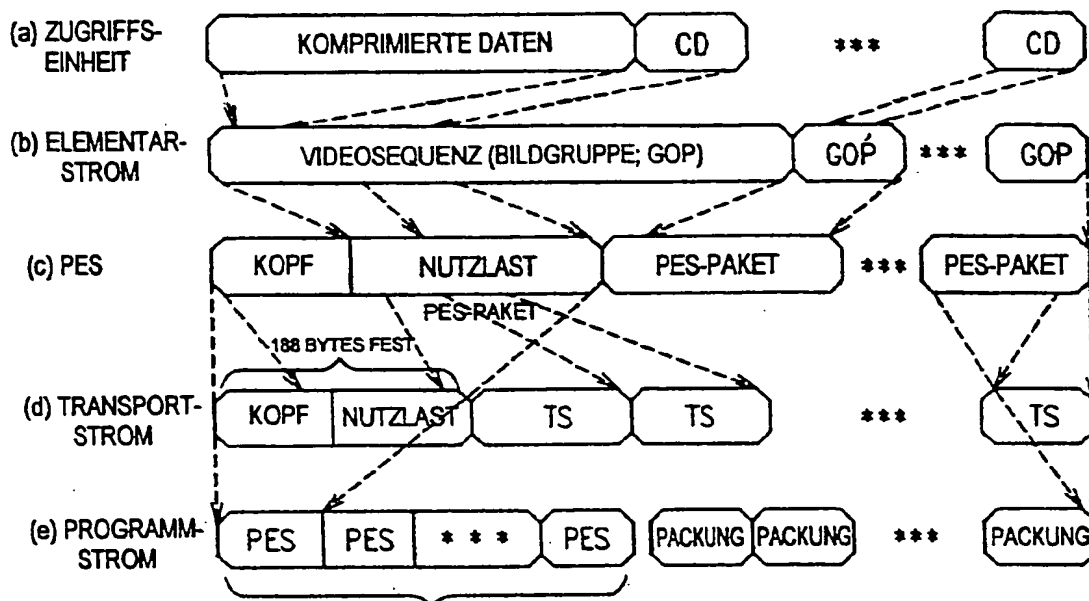 (a) ZUGRIFFS-
EINHEIT
KOMPRIMIERTE DATEN CD *** CD
(b) ELEMENTAR-
STROM
VIDEOSEQUENZ (BILDGRUPPE; GOP) GOP *** GOP
(c) PES KOPF NUTZLAST PES-PAKET *** PES-PAKET
PES-RAKET
188 BYTES FEST
(d) TRANSPORT-
STROM
KOPF NUTZLAST TS TS *** TS
(e) PROGRAMM-
STROM
PES PES *** PES PACKUNG PACKUNG *** PACKUNG